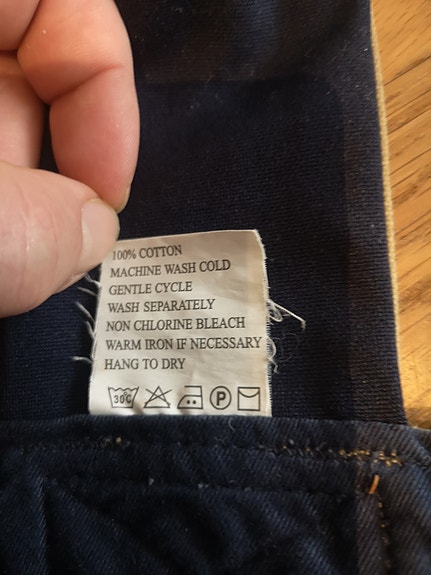 100% COTTON
MACHINE WASH COLD
GENTLE CYCLE
WASH SEPARATELY
NON CHLORINE BLEACH
WARM IRON IF NECESSARY
HANG TO DRY
30C P